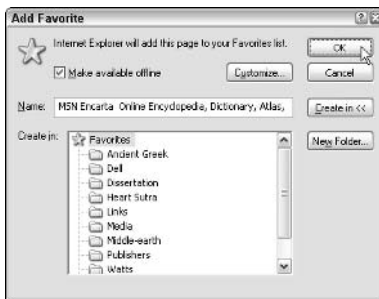 Add Favorite
Internet Explorer will add this page to your Favorites list.
OK
Make available offline
Customize...
Cancel
Name:
MSN Encarta Online Encyclopedia, Dictionary, Atlas,
Create in <<
Create in:
Favorites
New Folder...
Ancient Greek
Dell
Dissertation
Heart Sutra
Links
Media
Middle-earth
Publishers
Watts